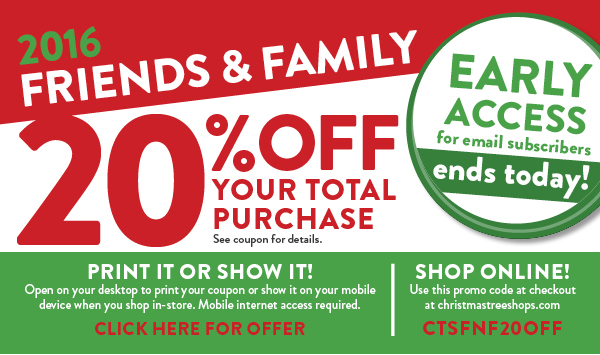 2016
FRIENDS & FAMILY
20%OFF
YOUR TOTAL
PURCHASE
See coupon for details.
EARLY
ACCESS
for email subscribers
ends today!
PRINT IT OR SHOW IT!
Open on your desktop to print your coupon or show it on your mobile
device when you shop in-store. Mobile internet access required.
CLICK HERE FOR OFFER
SHOP ONLINE!
Use this promo code at checkout
at christmastreeshops.com
CTSFNF20OFF